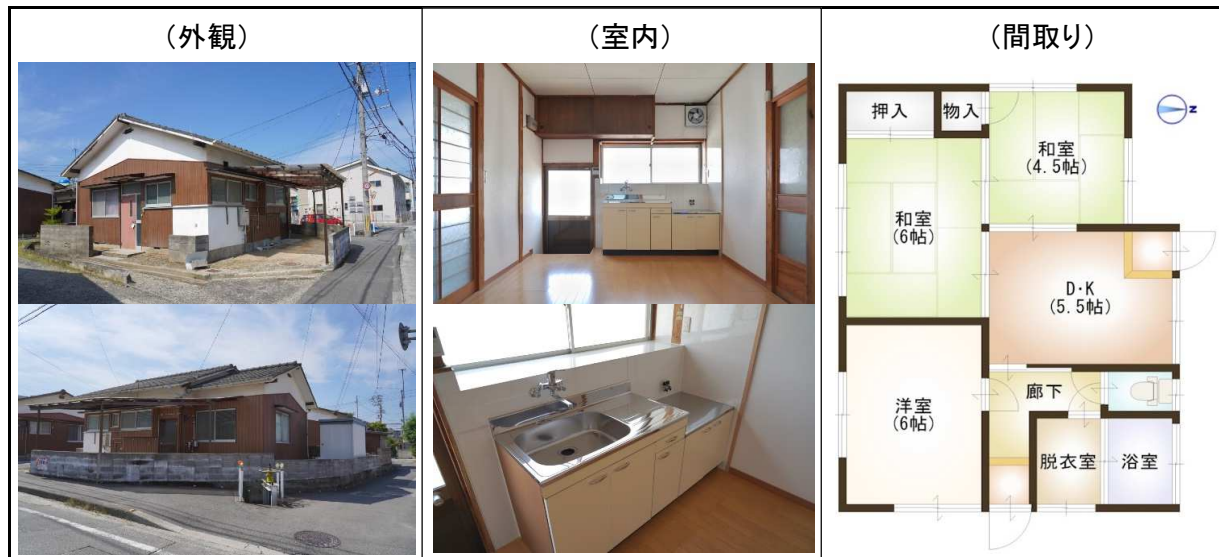 (外観)
(室内)
(間取り)
押入
物入
N
和室
(4.5帖)
和室
(6帖)
D・K
(5.5帖)
洋室
(6帖)
廊下
脱衣室
浴室